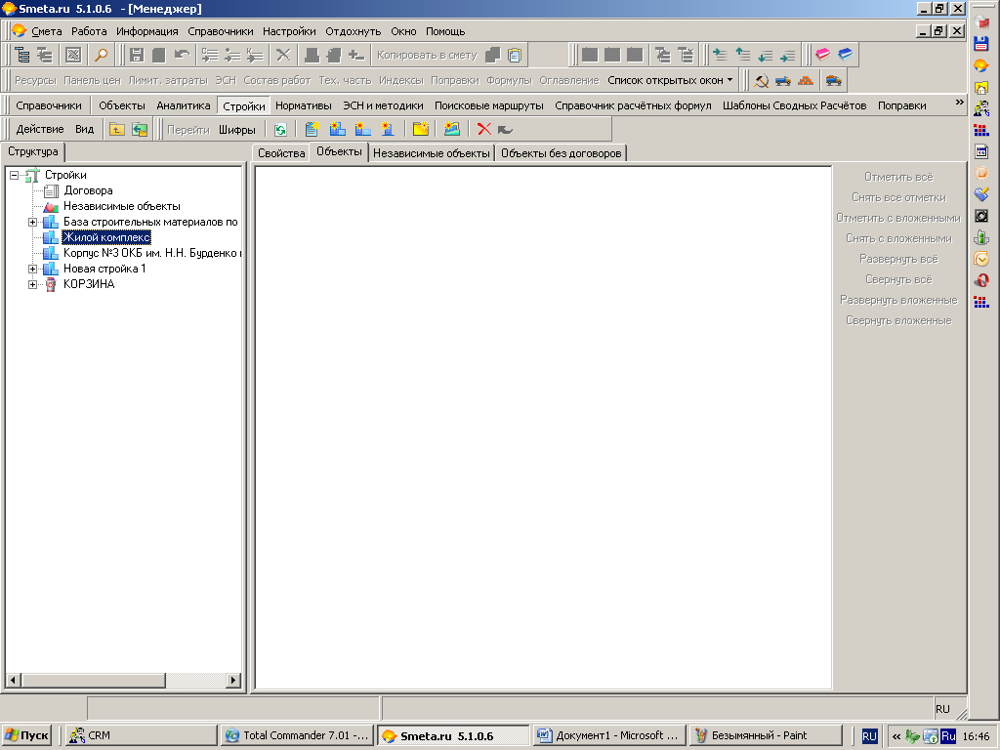 Smeta.ru 5.1.0.6 - [Менеджер]
Смета Работа Информация Справочники Настройки Отдохнуть Окно Помощь
Копировать в смету
Ресурсы Панель цен Лимит. затраты ЭСН Состав работ Тех. часть Индексы Поправки Формулы Оглавление Список открытых окон
Справочники Объекты Аналитика Стройки Нормативы ЭСН и методики Поисковые маршруты Справочник расчётных формул Шаблоны Сводных Расчётов Поправки »
Действие Вид Перейти Шифры
Структура
Свойства Объекты Независимые объекты Объекты без договоров
Стройки
Договора
Независимые объекты
База строительных материалов по
Жилой комплекс
Корпус №3 ОКБ им. Н.Н. Бурденко
Новая стройка 1
КОРЗИНА
Отметить всё
Снять все отметки
Отметить с вложенными
Снять с вложенными
Развернуть всё
Свернуть всё
Развернуть вложенные
Свернуть вложенные
RU
Пуск CRM Total Commander 7.01 -... Smeta.ru 5.1.0.6 Документ1 - Microsoft ... Безымянный - Paint RU « Ru 16:46